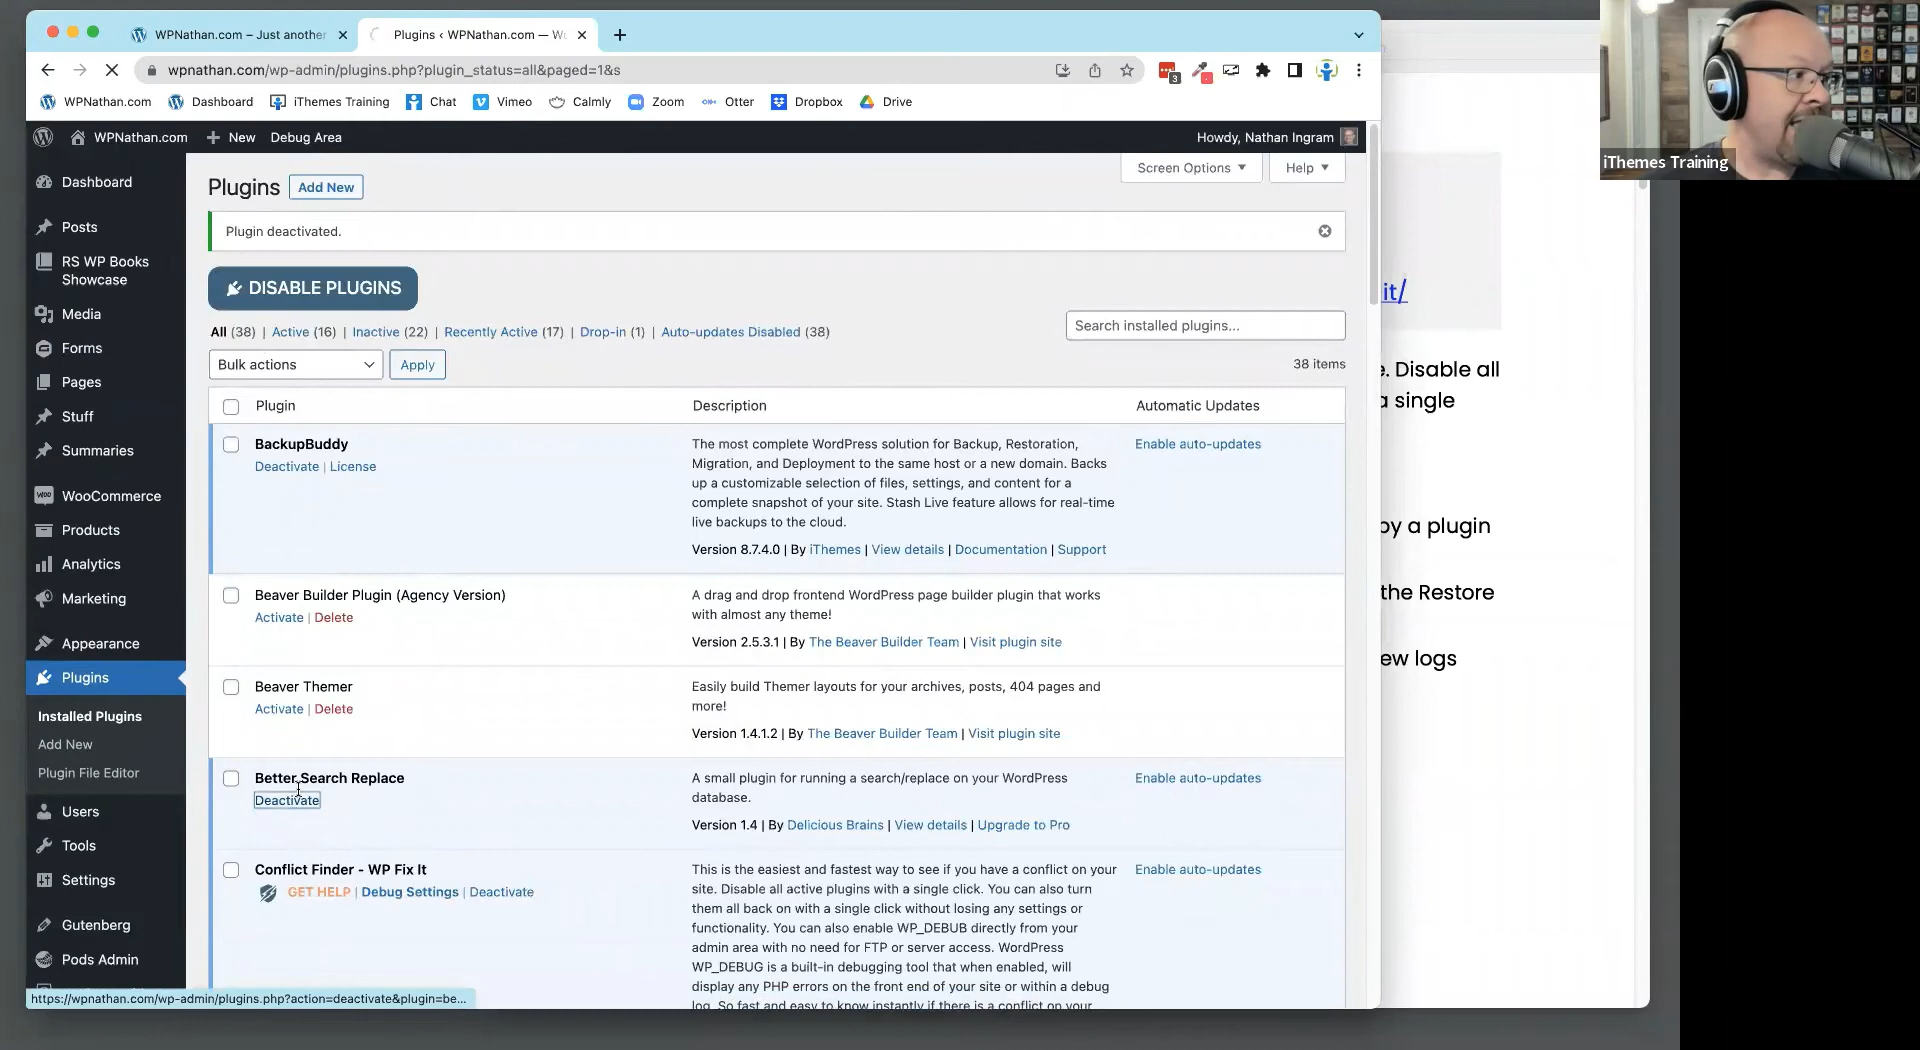 WPNathan.com – Just another
Plugins ‹ WPNathan.com — Wo
wpnathan.com/wp-admin/plugins.php?plugin_status=all&paged=1&s
3
WPNathan.com
Dashboard
iThemes Training
Chat
Vimeo
Calmly
Zoom
Otter
Dropbox
Drive
WPNathan.com
New
Debug Area
Howdy, Nathan Ingram
iThemes Training
Dashboard
Posts
RS WP Books
Showcase
Media
Forms
Pages
Stuff
Summaries
WooCommerce
Products
Analytics
Marketing
Appearance
Plugins
Installed Plugins
Add New
Plugin File Editor
Users
Tools
Settings
Gutenberg
Pods Admin
Screen Options
Help
Plugins
Add New
Plugin deactivated.
DISABLE PLUGINS
All (38) | Active (16) | Inactive (22) | Recently Active (17) | Drop-in (1) | Auto-updates Disabled (38)
Search installed plugins...
Bulk actions
Apply
38 items
Plugin
Description
Automatic Updates
BackupBuddy
Deactivate | License
The most complete WordPress solution for Backup, Restoration,
Migration, and Deployment to the same host or a new domain. Backs
up a customizable selection of files, settings, and content for a
complete snapshot of your site. Stash Live feature allows for real-time
live backups to the cloud.
Version 8.7.4.0 | By iThemes | View details | Documentation | Support
Enable auto-updates
Beaver Builder Plugin (Agency Version)
Activate | Delete
A drag and drop frontend WordPress page builder plugin that works
with almost any theme!
Version 2.5.3.1 | By The Beaver Builder Team | Visit plugin site
Beaver Themer
Activate | Delete
Easily build Themer layouts for your archives, posts, 404 pages and
more!
Version 1.4.1.2 | By The Beaver Builder Team | Visit plugin site
Better Search Replace
Deactivate
A small plugin for running a search/replace on your WordPress
database.
Version 1.4 | By Delicious Brains | View details | Upgrade to Pro
Enable auto-updates
Conflict Finder - WP Fix It
GET HELP | Debug Settings | Deactivate
This is the easiest and fastest way to see if you have a conflict on your
site. Disable all active plugins with a single click. You can also turn
them all back on with a single click without losing any settings or
functionality. You can also enable WP_DEBUB directly from your
admin area with no need for FTP or server access. WordPress
WP_DEBUG is a built-in debugging tool that when enabled, will
display any PHP errors on the front end of your site or within a debug
log. So fast and easy to know instantly if there is a conflict on your
Enable auto-updates
https://wpnathan.com/wp-admin/plugins.php?action=deactivate&plugin=be...
it/
e. Disable all
a single
by a plugin
the Restore
ew logs